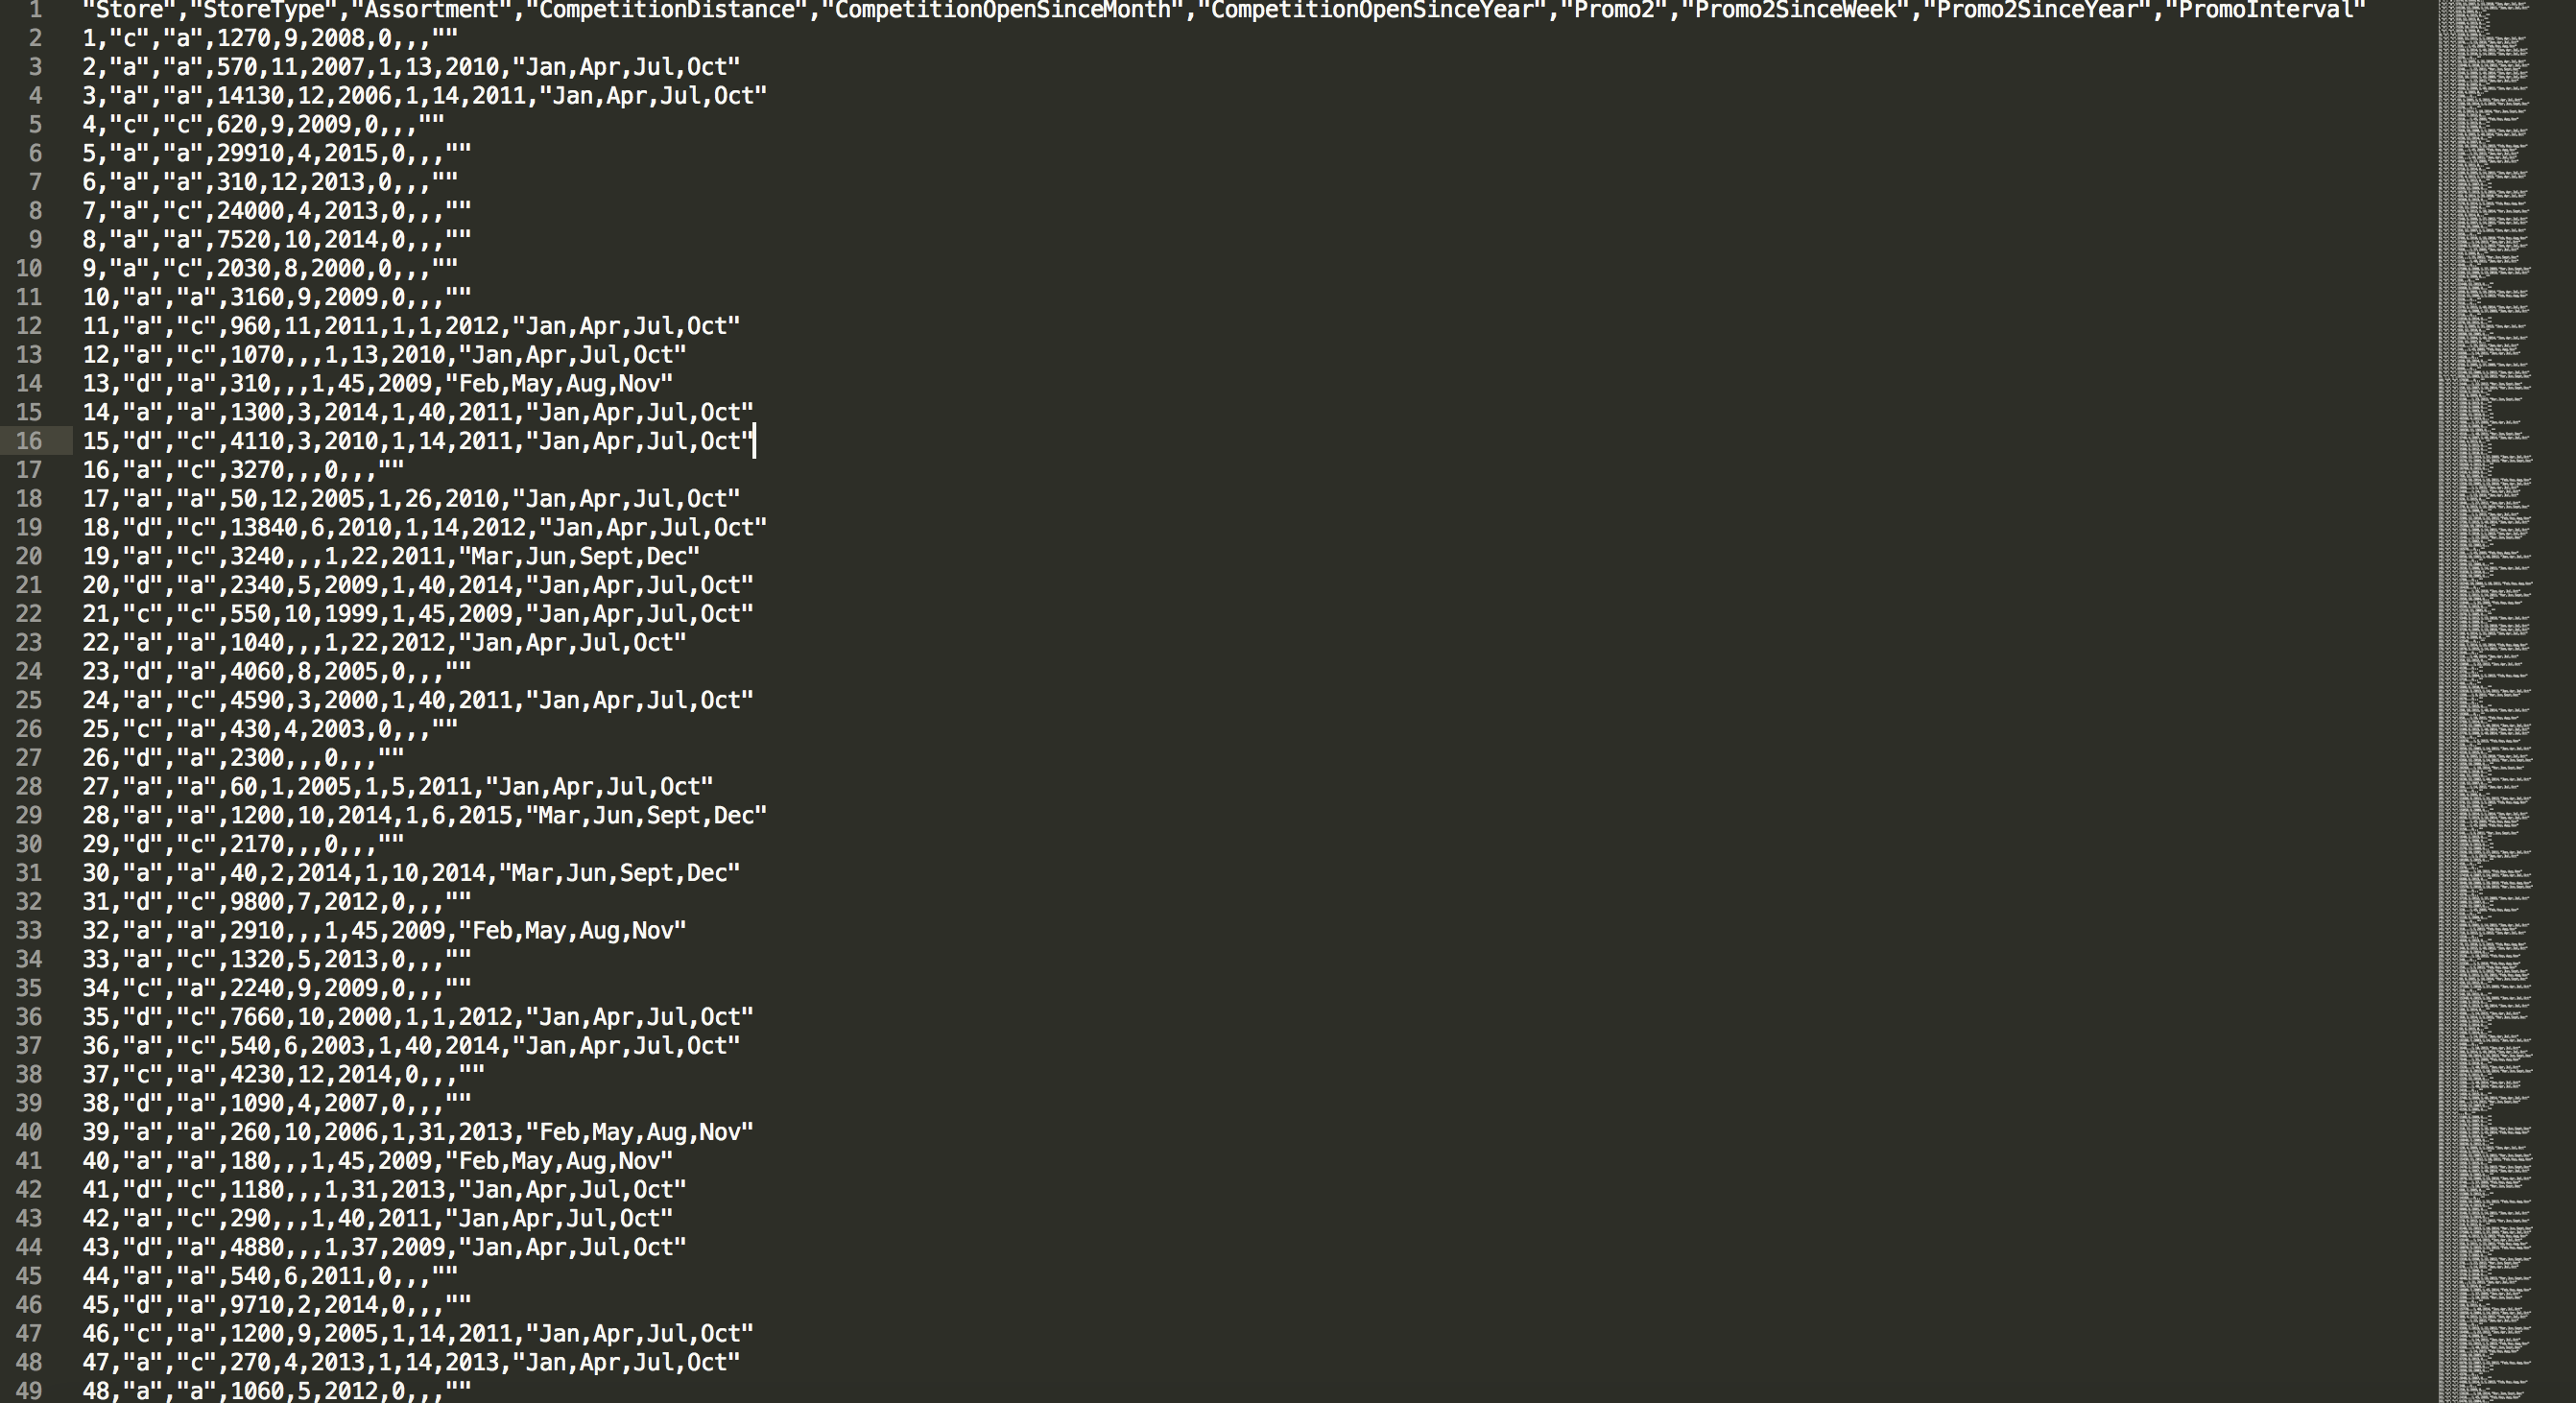 1 "Store","StoreType","Assortment","CompetitionDistance","CompetitionOpenSinceMonth","CompetitionOpenSinceYear","Promo2","Promo2SinceWeek","Promo2SinceYear","PromoInterval"
2 1,"c","a",1270,9,2008,0,,,""
3 2,"a","a",570,11,2007,1,13,2010,"Jan,Apr,Jul,Oct"
4 3,"a","a",14130,12,2006,1,14,2011,"Jan,Apr,Jul,Oct"
5 4,"c","c",620,9,2009,0,,,""
6 5,"a","a",29910,4,2015,0,,,""
7 6,"a","a",310,12,2013,0,,,""
8 7,"a","c",24000,4,2013,0,,,""
9 8,"a","a",7520,10,2014,0,,,""
10 9,"a","c",2030,8,2000,0,,,""
11 10,"a","a",3160,9,2009,0,,,""
12 11,"a","c",960,11,2011,1,1,2012,"Jan,Apr,Jul,Oct"
13 12,"a","c",1070,,,1,13,2010,"Jan,Apr,Jul,Oct"
14 13,"d","a",310,,,1,45,2009,"Feb,May,Aug,Nov"
15 14,"a","a",1300,3,2014,1,40,2011,"Jan,Apr,Jul,Oct"
16 15,"d","c",4110,3,2010,1,14,2011,"Jan,Apr,Jul,Oct"
17 16,"a","c",3270,,,0,,,""
18 17,"a","a",50,12,2005,1,26,2010,"Jan,Apr,Jul,Oct"
19 18,"d","c",13840,6,2010,1,14,2012,"Jan,Apr,Jul,Oct"
20 19,"a","c",3240,,,1,22,2011,"Mar,Jun,Sept,Dec"
21 20,"d","a",2340,5,2009,1,40,2014,"Jan,Apr,Jul,Oct"
22 21,"c","c",550,10,1999,1,45,2009,"Jan,Apr,Jul,Oct"
23 22,"a","a",1040,,,1,22,2012,"Jan,Apr,Jul,Oct"
24 23,"d","a",4060,8,2005,0,,,""
25 24,"a","c",4590,3,2000,1,40,2011,"Jan,Apr,Jul,Oct"
26 25,"c","a",430,4,2003,0,,,""
27 26,"d","a",2300,,,0,,,""
28 27,"a","a",60,1,2005,1,5,2011,"Jan,Apr,Jul,Oct"
29 28,"a","a",1200,10,2014,1,6,2015,"Mar,Jun,Sept,Dec"
30 29,"d","c",2170,,,0,,,""
31 30,"a","a",40,2,2014,1,10,2014,"Mar,Jun,Sept,Dec"
32 31,"d","c",9800,7,2012,0,,,""
33 32,"a","a",2910,,,1,45,2009,"Feb,May,Aug,Nov"
34 33,"a","c",1320,5,2013,0,,,""
35 34,"c","a",2240,9,2009,0,,,""
36 35,"d","c",7660,10,2000,1,1,2012,"Jan,Apr,Jul,Oct"
37 36,"a","c",540,6,2003,1,40,2014,"Jan,Apr,Jul,Oct"
38 37,"c","a",4230,12,2014,0,,,""
39 38,"d","a",1090,4,2007,0,,,""
40 39,"a","a",260,10,2006,1,31,2013,"Feb,May,Aug,Nov"
41 40,"a","a",180,,,1,45,2009,"Feb,May,Aug,Nov"
42 41,"d","c",1180,,,1,31,2013,"Jan,Apr,Jul,Oct"
43 42,"a","c",290,,,1,40,2011,"Jan,Apr,Jul,Oct"
44 43,"d","a",4880,,,1,37,2009,"Jan,Apr,Jul,Oct"
45 44,"a","a",540,6,2011,0,,,""
46 45,"d","a",9710,2,2014,0,,,""
47 46,"c","a",1200,9,2005,1,14,2011,"Jan,Apr,Jul,Oct"
48 47,"a","c",270,4,2013,1,14,2013,"Jan,Apr,Jul,Oct"
49 48,"a","a",1060,5,2012,0,,,""